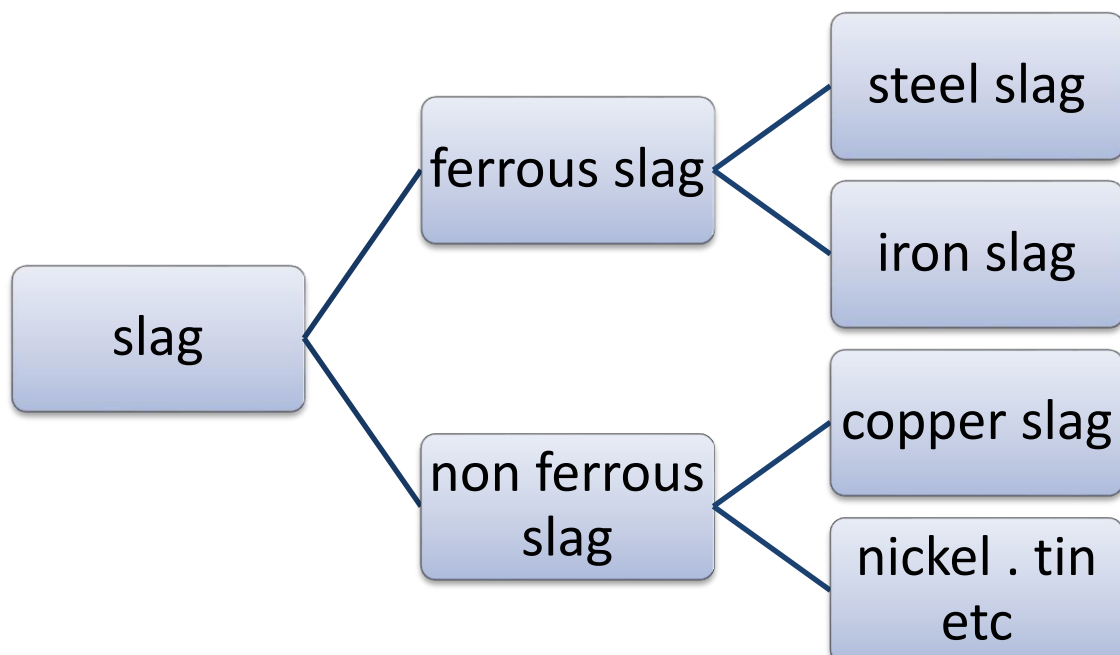 slag
ferrous slag
non ferrous
slag
steel slag
iron slag
copper slag
nickel . tin
etc